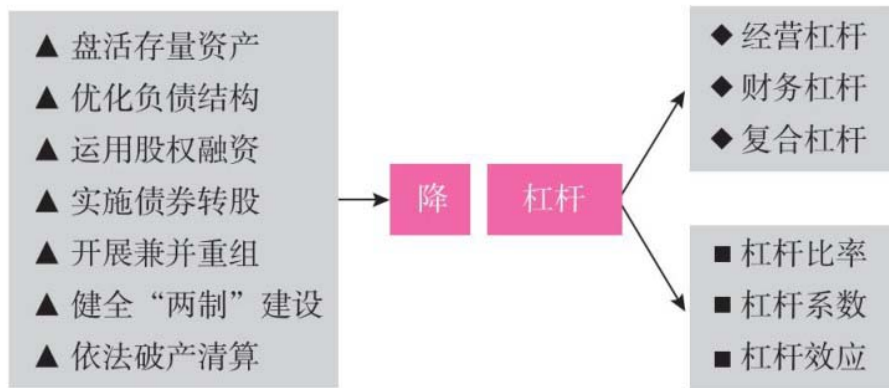 ▲ 盘活存量资产
▲ 优化负债结构
▲ 运用股权融资
▲ 实施债券转股
▲ 开展兼并重组
▲ 健全“两制”建设
▲ 依法破产清算
降
杠杆
◆ 经营杠杆
◆ 财务杠杆
◆ 复合杠杆
■ 杠杆比率
■ 杠杆系数
■ 杠杆效应